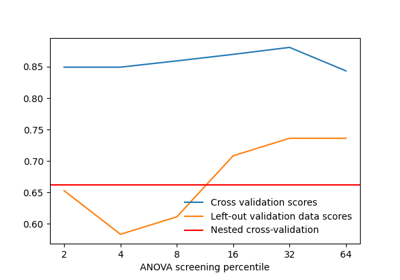 0.85
0.80
0.75
0.70
0.65
0.60
Cross validation scores
Left-out validation data scores
Nested cross-validation
2 4 8 16 32 64
ANOVA screening percentile